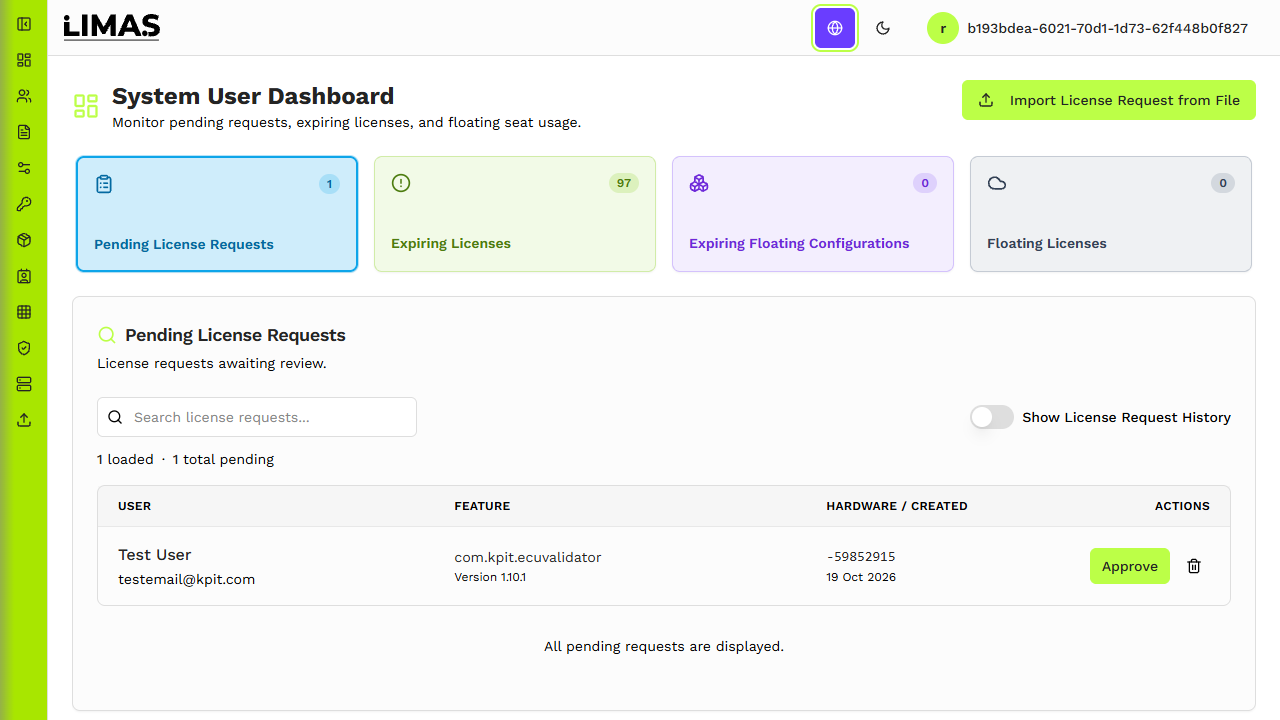 LIMAS
r
b193bdea-6021-70d1-1d73-62f448b0f827
System User Dashboard
Monitor pending requests, expiring licenses, and floating seat usage.
Import License Request from File
1
Pending License Requests
97
Expiring Licenses
0
Expiring Floating Configurations
0
Floating Licenses
Pending License Requests
License requests awaiting review.
Search license requests...
Show License Request History
1 loaded · 1 total pending
USER FEATURE HARDWARE / CREATED ACTIONS
Test User com.kpit.ecuvalidator -59852915
testemail@kpit.com Version 1.10.1 19 Oct 2026
Approve
All pending requests are displayed.